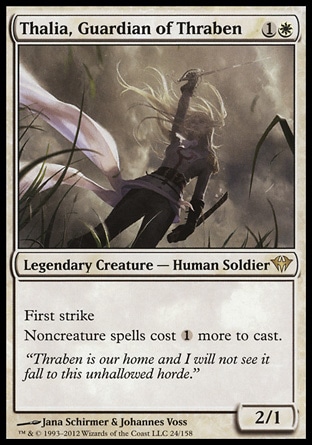 Thalia, Guardian of Thraben 1
Legendary Creature — Human Soldier
First strike
Noncreature spells cost 1 more to cast.
“Thraben is our home and I will not see it
fall to this unhallowed horde.”
Jana Schirmer & Johannes Voss
™ & © 1993–2012 Wizards of the Coast LLC 24/158
2/1